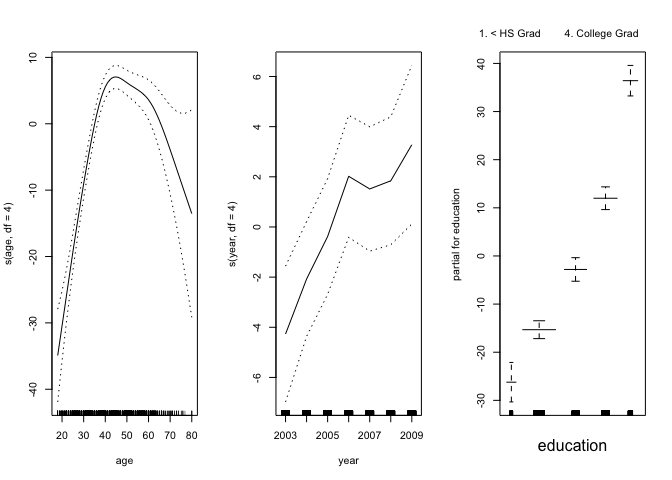 1. < HS Grad 4. College Grad
s(age, df = 4)
10
0
-10
-20
-30
-40
20 30 40 50 60 70 80
age
s(year, df = 4)
6
4
2
0
-2
-4
-6
2003 2005 2007 2009
year
partial for education
40
30
20
10
0
-10
-20
-30
education